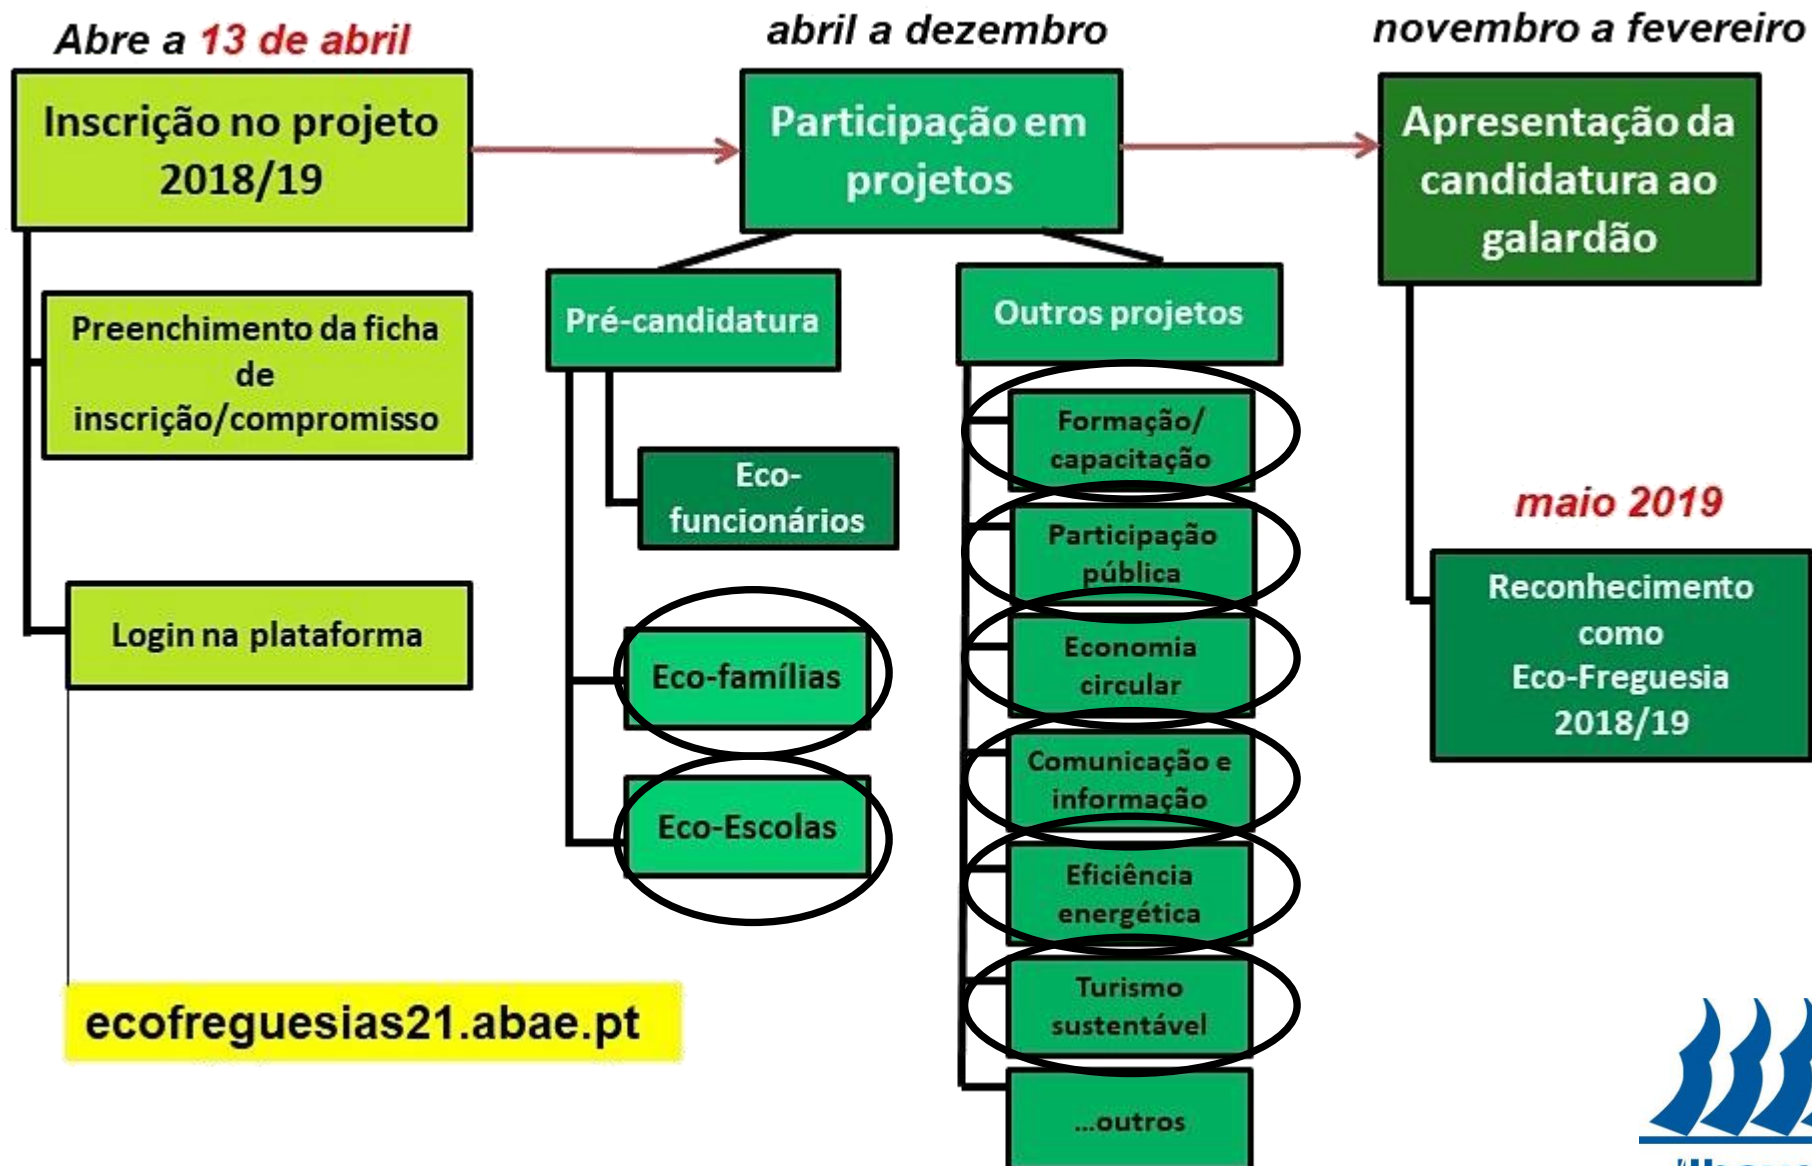 Abre a 13 de abril
abril a dezembro
novembro a fevereiro
Inscrição no projeto
2018/19
Participação em
projetos
Apresentação da
candidatura ao
galardão
Preenchimento da ficha
de
inscrição/compromisso
Login na plataforma
ecofreguesias21.abae.pt
Pré-candidatura
Eco-
funcionários
Eco-famílias
Eco-Escolas
Outros projetos
Formação/
capacitação
Participação
pública
Economia
circular
Comunicação e
informação
Eficiência
energética
Turismo
sustentável
...outros
maio 2019
Reconhecimento
como
Eco-Freguesia
2018/19